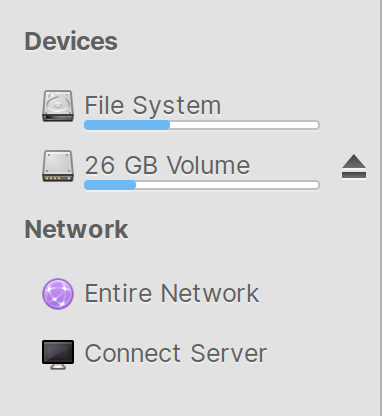 Devices
File System
26 GB Volume
Network
Entire Network
Connect Server